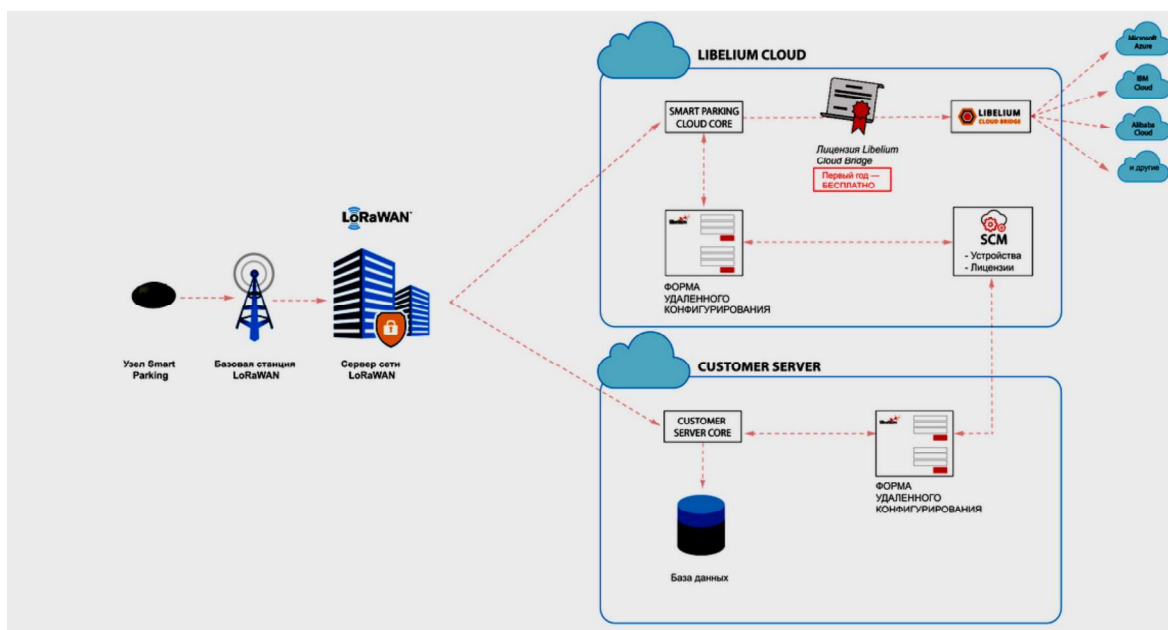 LIBELIUM CLOUD
Microsoft
Azure
IBM
Cloud
Alibaba
Cloud
и другие
SMART PARKING
CLOUD CORE
Лицензия Libelium
Cloud Bridge
Первый год —
БЕСПЛАТНО
LIBELIUM
CLOUD BRIDGE
SCM
- Устройства
- Лицензии
ФОРМА
УДАЛЕННОГО
КОНФИГУРИРОВАНИЯ
LoRaWAN™
Узел Smart
Parking
Базовая станция
LoRaWAN
Сервер сети
LoRaWAN
CUSTOMER SERVER
CUSTOMER
SERVER CORE
ФОРМА
УДАЛЕННОГО
КОНФИГУРИРОВАНИЯ
База данных